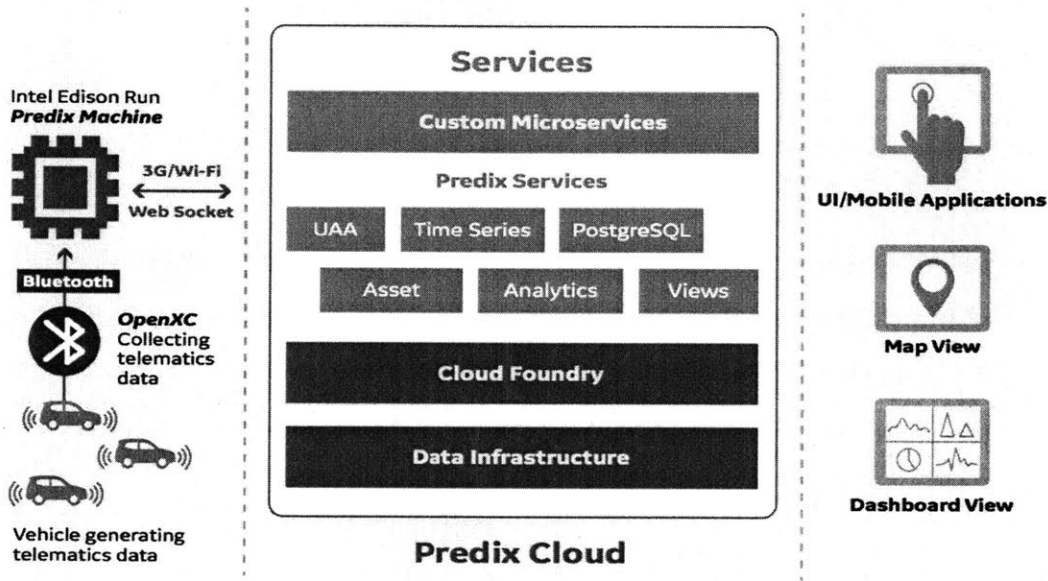 Intel Edison Run
Predix Machine
3G/Wi-Fi
Web Socket
Bluetooth
OpenXC
Collecting
telematics
data
Vehicle generating
telematics data
Services
Custom Microservices
Predix Services
UAA
Time Series
PostgreSQL
Asset
Analytics
Views
Cloud Foundry
Data Infrastructure
Predix Cloud
UI/Mobile Applications
Map View
Dashboard View